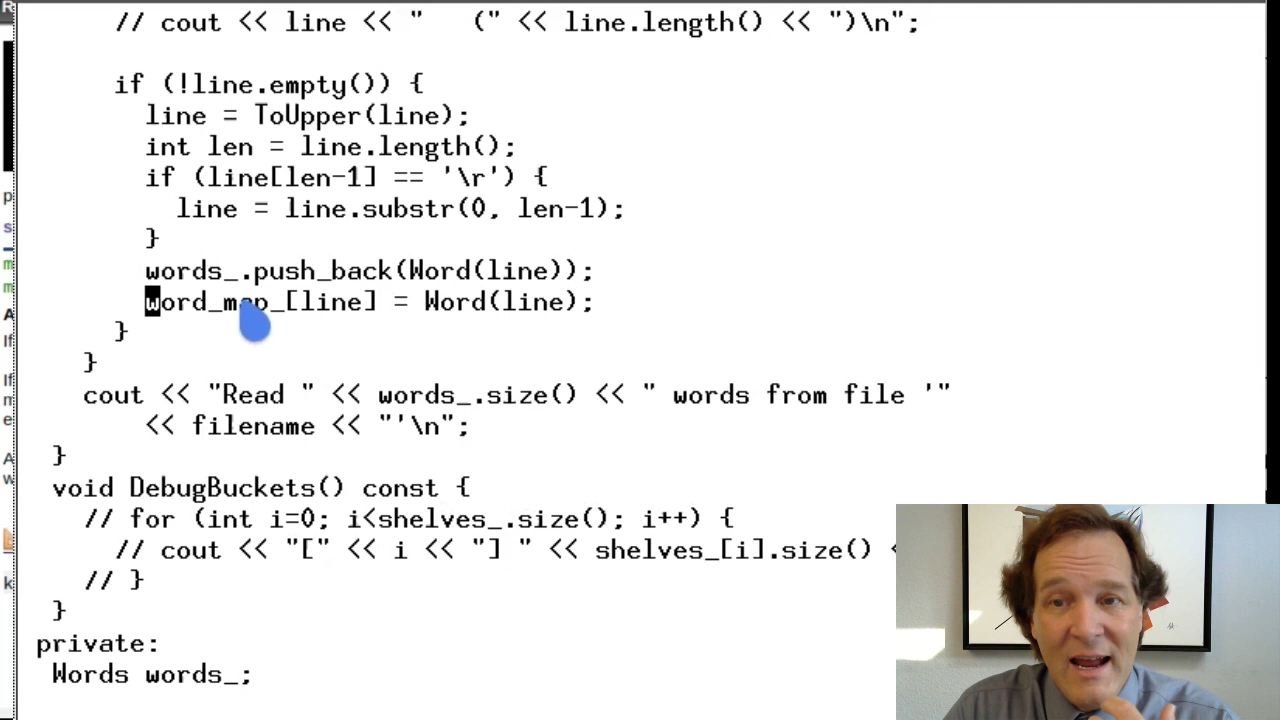 // cout << line << "   (" << line.length() << ")\n";
if (!line.empty()) {
line = ToUpper(line);
int len = line.length();
if (line[len-1] == '\r') {
line = line.substr(0, len-1);
}
words_.push_back(Word(line));
word_map_[line] = Word(line);
}
}
cout << "Read " << words_.size() << " words from file '"
<< filename << "'\n";
}
void DebugBuckets() const {
// for (int i=0; i<shelves_.size(); i++) {
// cout << "[" << i << "] " << shelves_[i].size() <
// }
}
private:
Words words_;